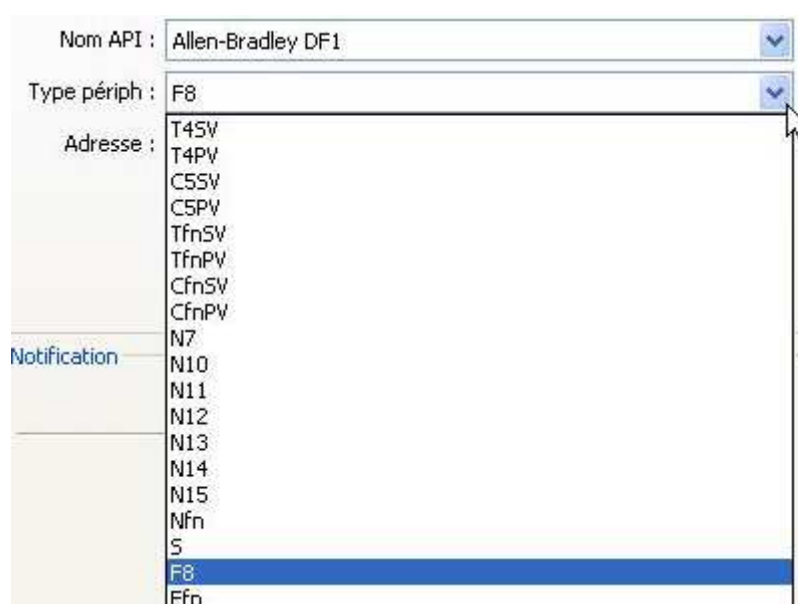 Nom API : Allen-Bradley DF1
Type périph : F8
Adresse :
T4SV
T4PV
C5SV
C5PV
TfnSV
TfnPV
CfnSV
CfnPV
N7
Notification
N10
N11
N12
N13
N14
N15
Nfn
S
F8
Ffn